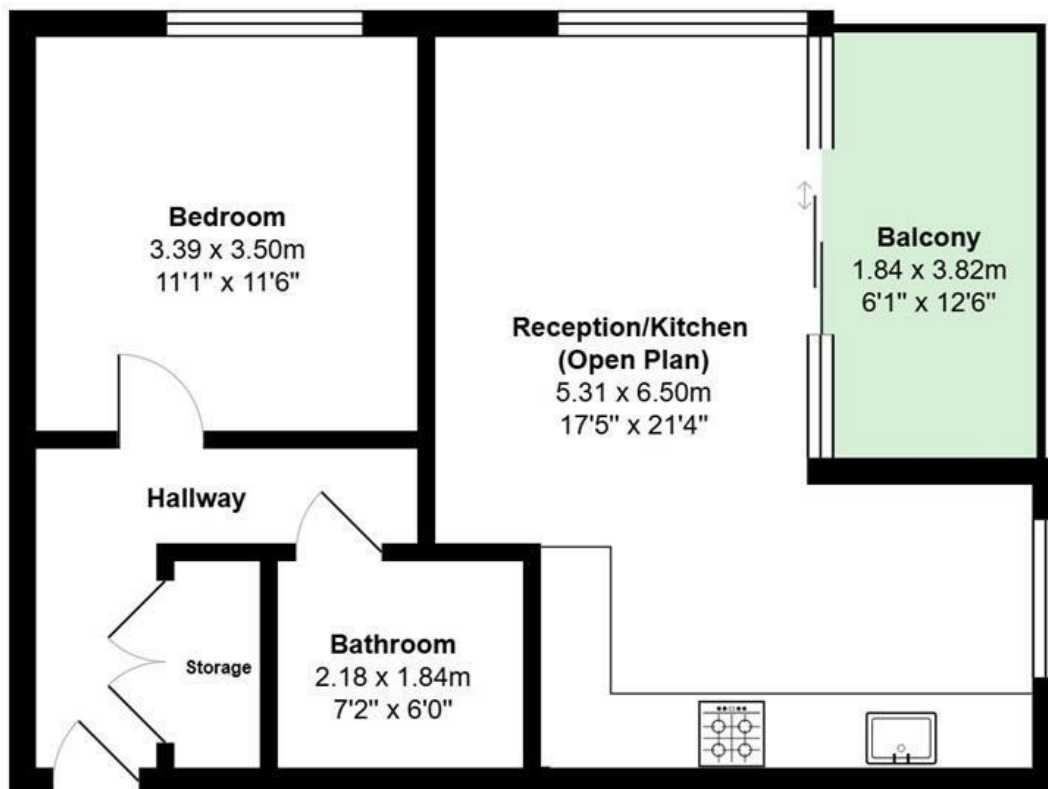 Bedroom
3.39 x 3.50m
11'1" x 11'6"
Reception/Kitchen
(Open Plan)
5.31 x 6.50m
17'5" x 21'4"
Balcony
1.84 x 3.82m
6'1" x 12'6"
Hallway
Storage
Bathroom
2.18 x 1.84m
7'2" x 6'0"